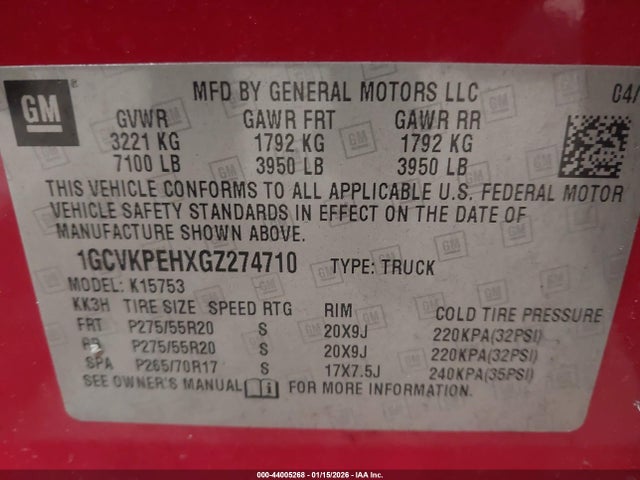 GM
MFD BY GENERAL MOTORS LLC 04/
GVWR GAWR FRT GAWR RR
3221 KG 1792 KG 1792 KG
7100 LB 3950 LB 3950 LB
THIS VEHICLE CONFORMS TO ALL APPLICABLE U.S. FEDERAL MOTOR
VEHICLE SAFETY STANDARDS IN EFFECT ON THE DATE OF
MANUFACTURE SHOWN ABOVE.
1GCVKPEHXGZ274710 TYPE: TRUCK
MODEL: K15753
KK3H TIRE SIZE SPEED RTG RIM COLD TIRE PRESSURE
FRT P275/55R20 S 20X9J 220KPA(32PSI)
RR P275/55R20 S 20X9J 220KPA(32PSI)
SPA P265/70R17 S 17X7.5J 240KPA(35PSI)
SEE OWNER'S MANUAL i FOR MORE INFORMATION.
000-44005268 - 01/15/2026 - IAA Inc.